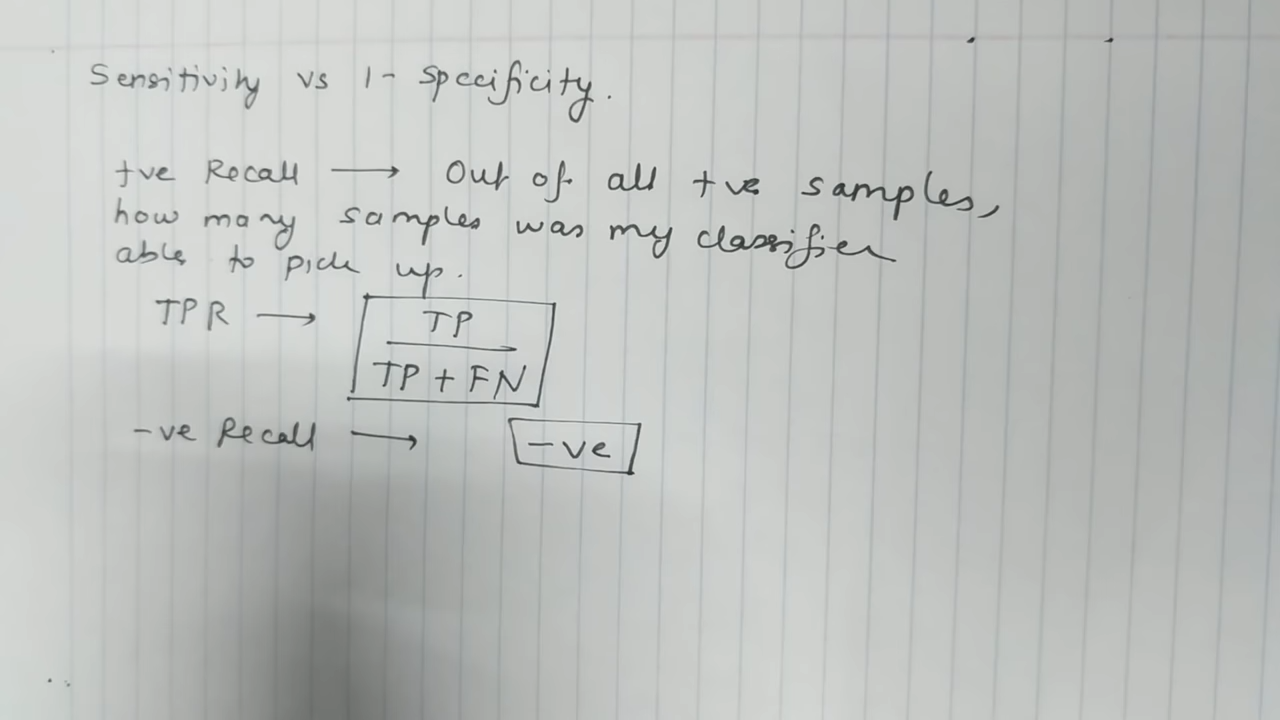 Sensitivity vs 1- Specificity.
+ve Recall → Out of all +ve samples,
how many samples was my classifier
able to pick up.
TPR → TP
TP + FN
-ve Recall → -ve